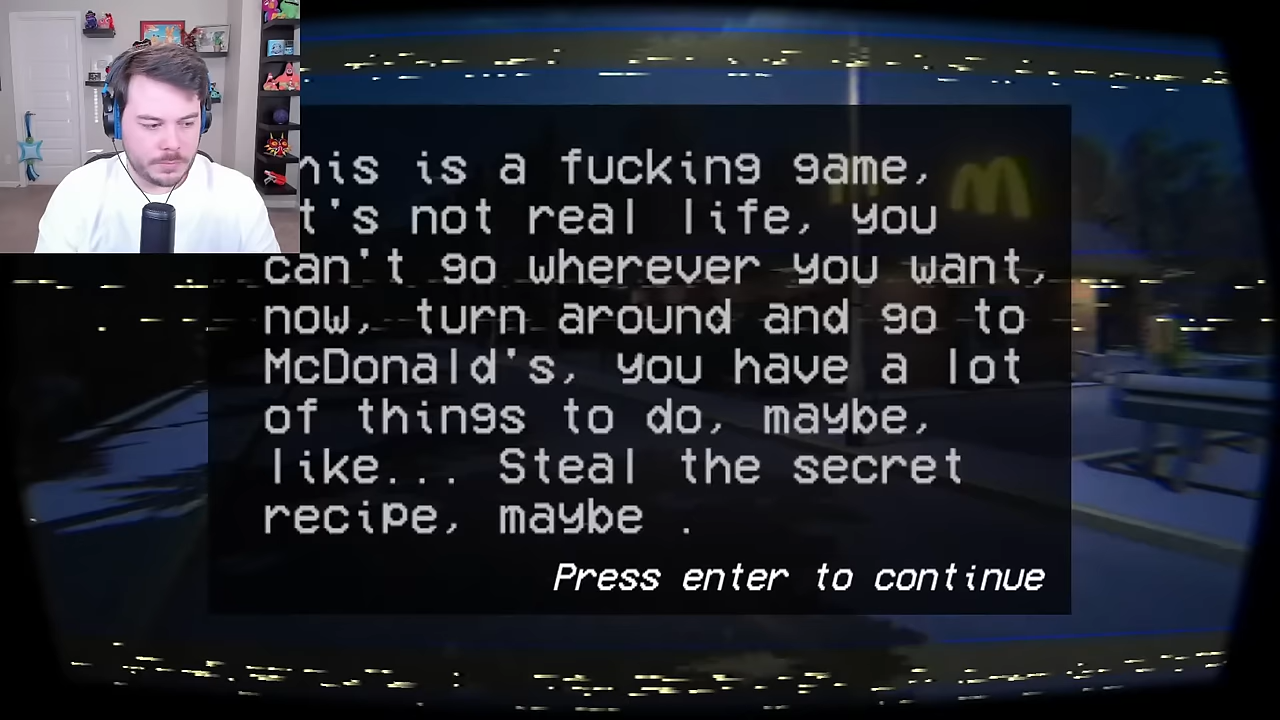 his is a fucking game,
t's not real life, you
can't go wherever you want,
now, turn around and go to
McDonald's, you have a lot
of things to do, maybe,
like... Steal the secret
recipe, maybe .
Press enter to continue